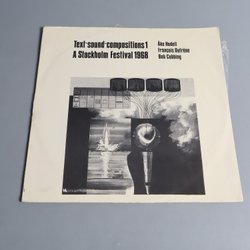 Text-sound-compositions 1
A Stockholm Festival 1968
Åke Hodell
François Dufrêne
Bob Cobbing